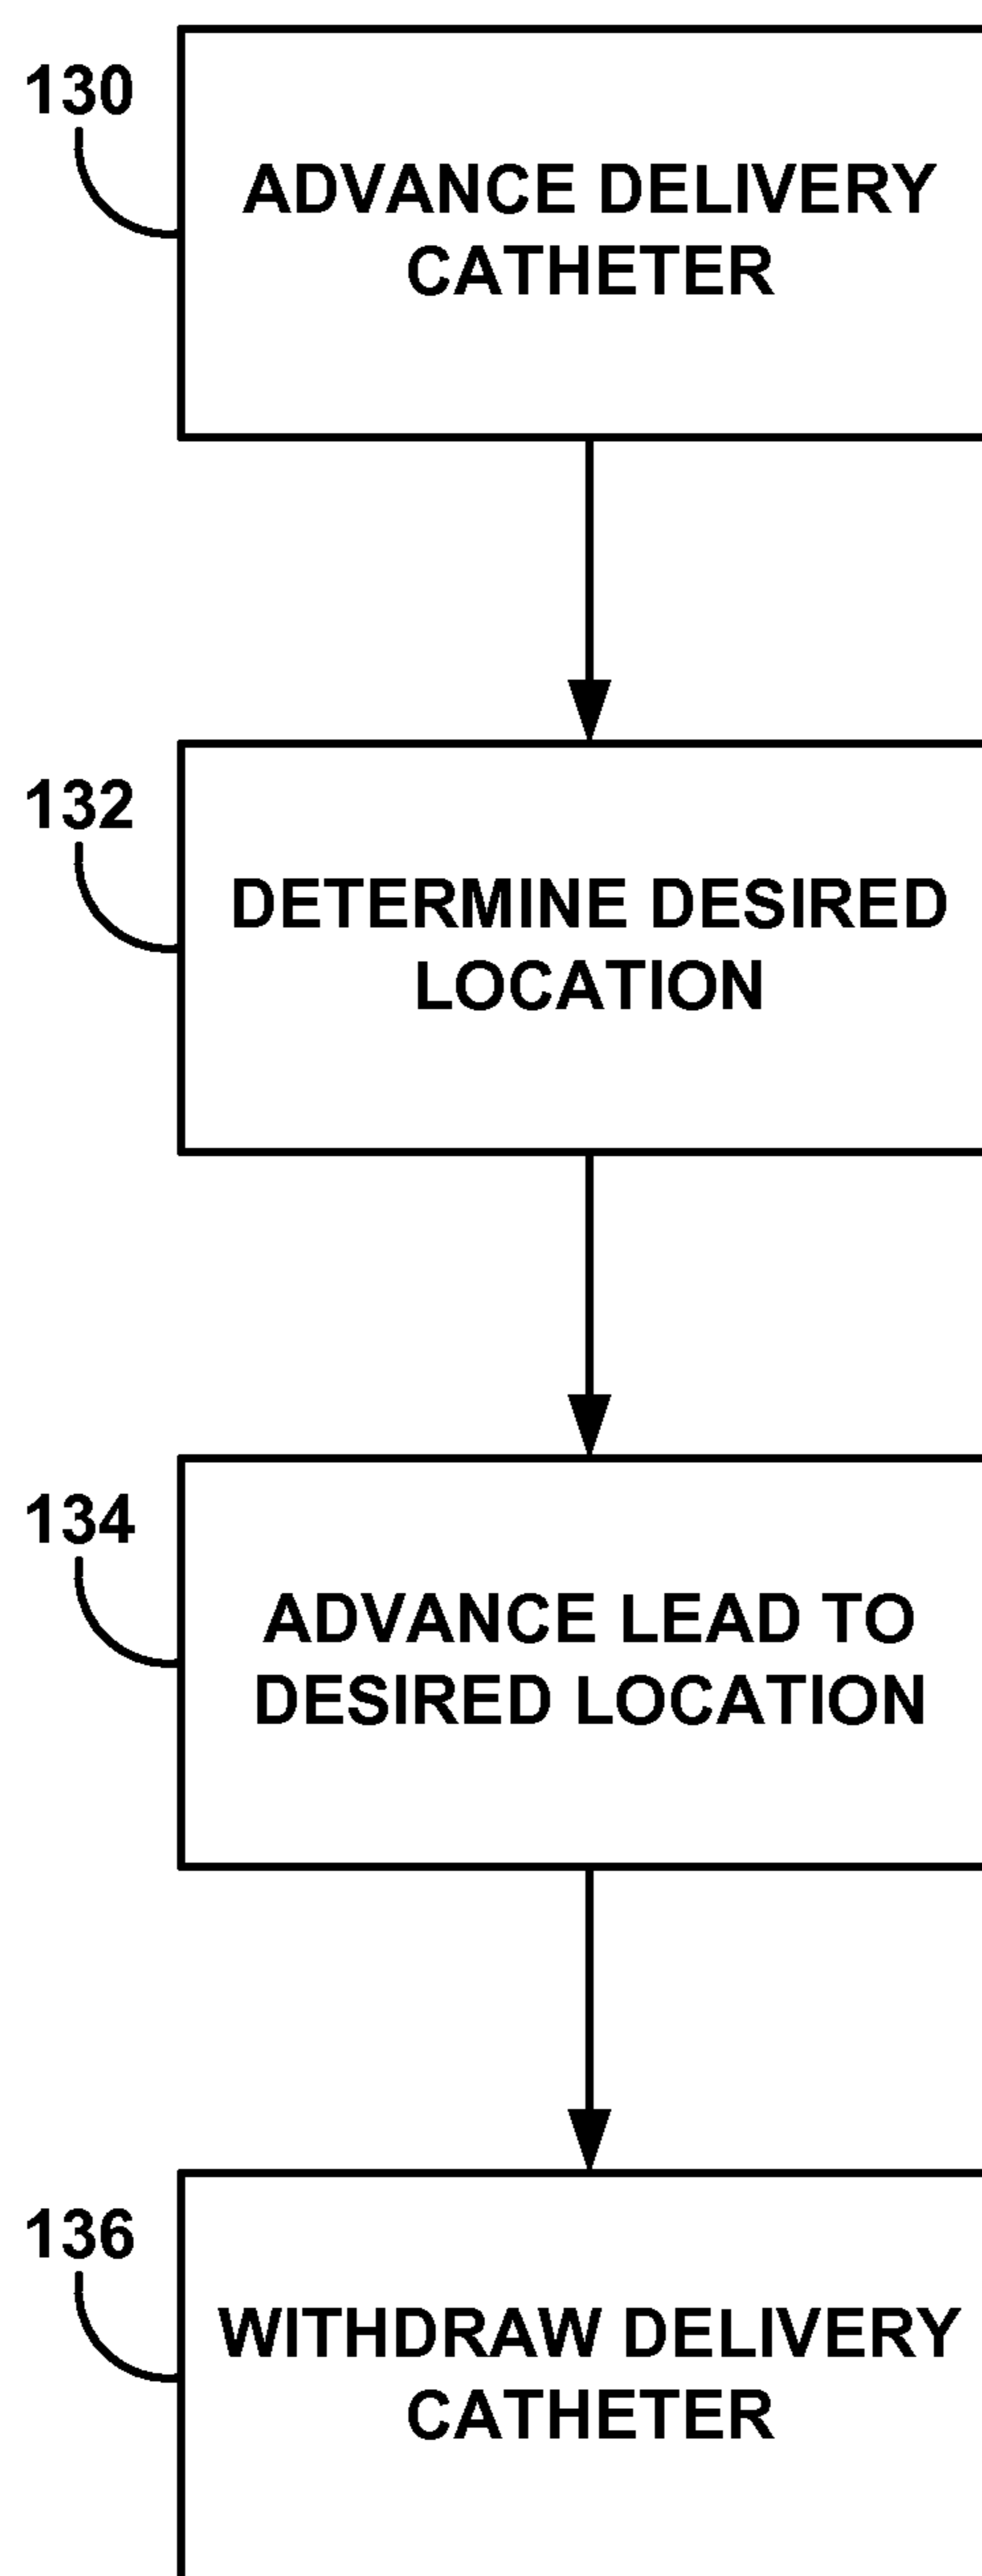 130
ADVANCE DELIVERY
CATHETER
132
DETERMINE DESIRED
LOCATION
134
ADVANCE LEAD TO
DESIRED LOCATION
136
WITHDRAW DELIVERY
CATHETER